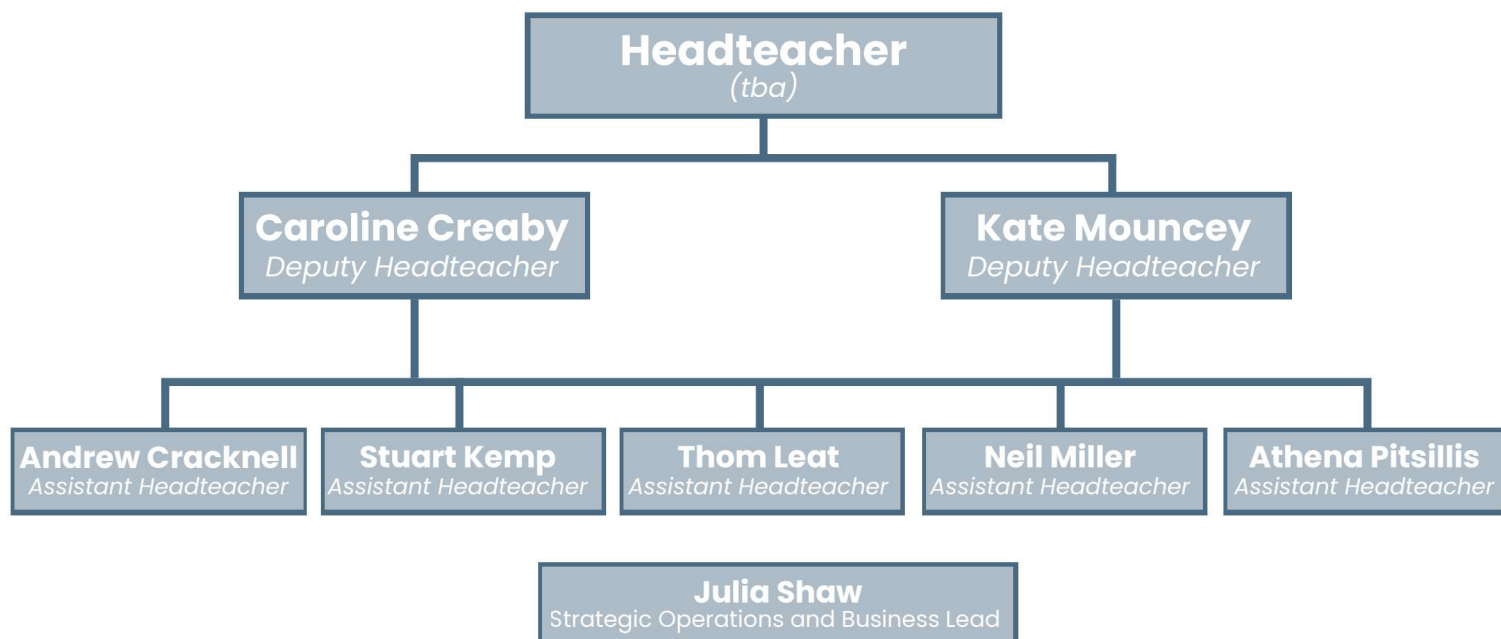 Headteacher
(tba)
Caroline Creaby
Deputy Headteacher
Kate Mouncey
Deputy Headteacher
Andrew Cracknell
Assistant Headteacher
Stuart Kemp
Assistant Headteacher
Thom Leat
Assistant Headteacher
Neil Miller
Assistant Headteacher
Athena Pitsillis
Assistant Headteacher
Julia Shaw
Strategic Operations and Business Lead